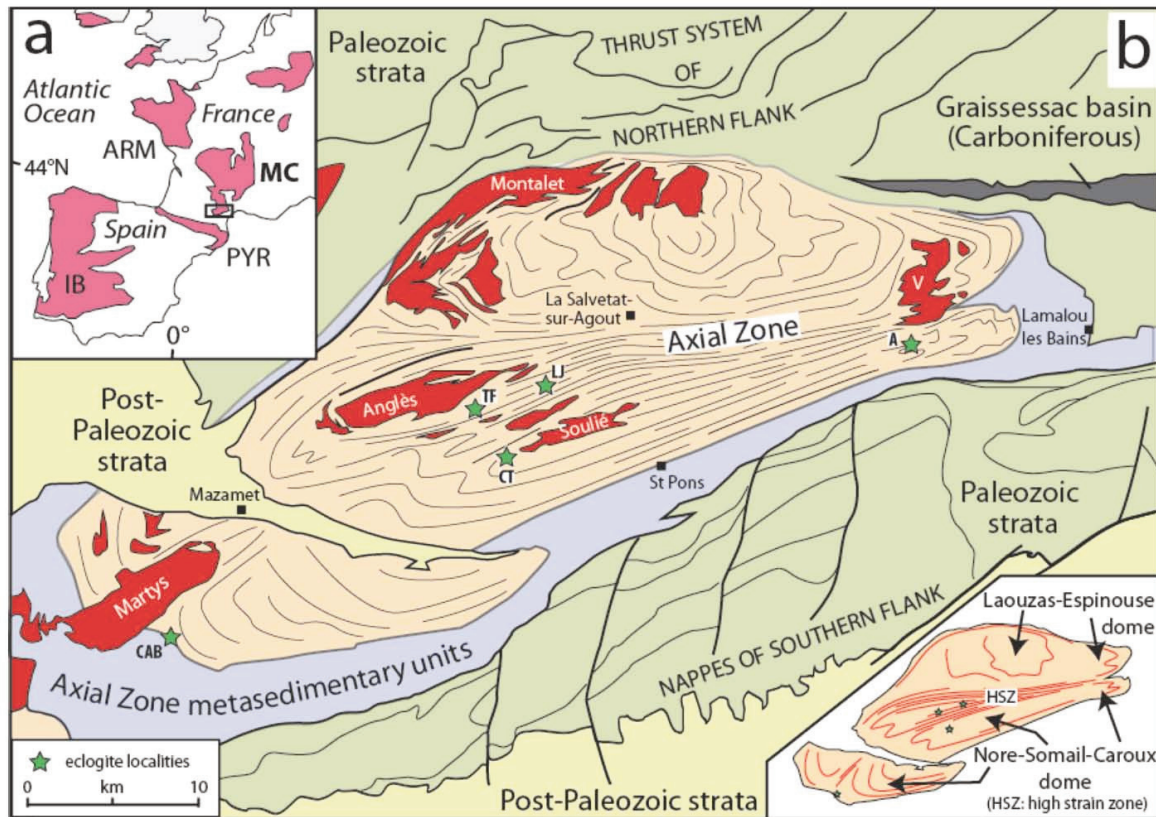 a
Atlantic
Ocean
France
ARM
44°N
MC
Spain
PYR
IB
0°
b
Paleozoic
strata
THRUST SYSTEM
OF
NORTHERN FLANK
Graissessac basin
(Carboniferous)
Montalet
La Salvetat-
sur-Agout
Axial Zone
V
A
Lamalou
les Bains
LJ
TF
Anglès
Soulié
CT
Post-
Paleozoic
strata
Mazamet
St Pons
Paleozoic
strata
Martys
CAB
Axial Zone metasedimentary units
NAPPES OF SOUTHERN FLANK
Laouzas-Espinouse
dome
HSZ
Nore-Somail-Caroux
dome
(HSZ: high strain zone)
eclogite localities
0 km 10
Post-Paleozoic strata